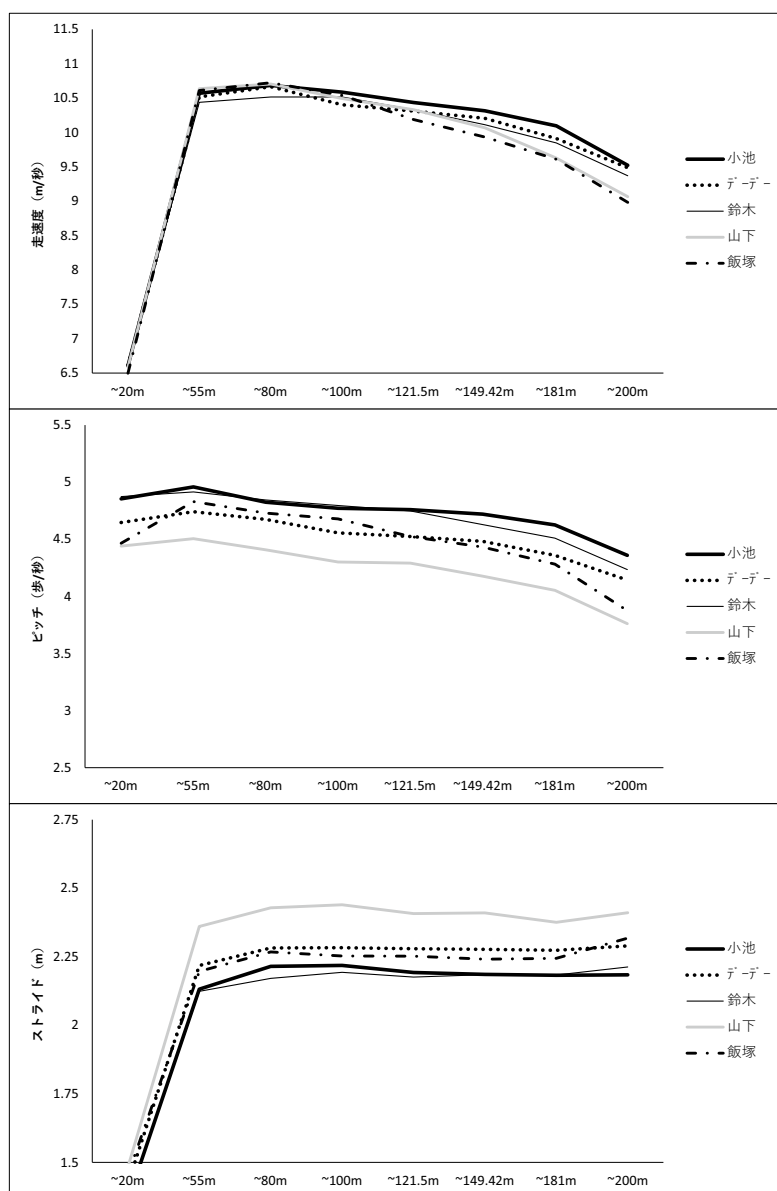 11.5
11
10.5
10
9.5
9
8.5
8
7.5
7
6.5
走速度（m/秒）
~20m ~55m ~80m ~100m ~121.5m ~149.42m ~181m ~200m
小池
ﾃﾞｰﾃﾞｰ
鈴木
山下
飯塚
5.5
5
4.5
4
3.5
3
2.5
ピッチ（歩/秒）
~20m ~55m ~80m ~100m ~121.5m ~149.42m ~181m ~200m
小池
ﾃﾞｰﾃﾞｰ
鈴木
山下
飯塚
2.75
2.5
2.25
2
1.75
1.5
ストライド（m）
~20m ~55m ~80m ~100m ~121.5m ~149.42m ~181m ~200m
小池
ﾃﾞｰﾃﾞｰ
鈴木
山下
飯塚